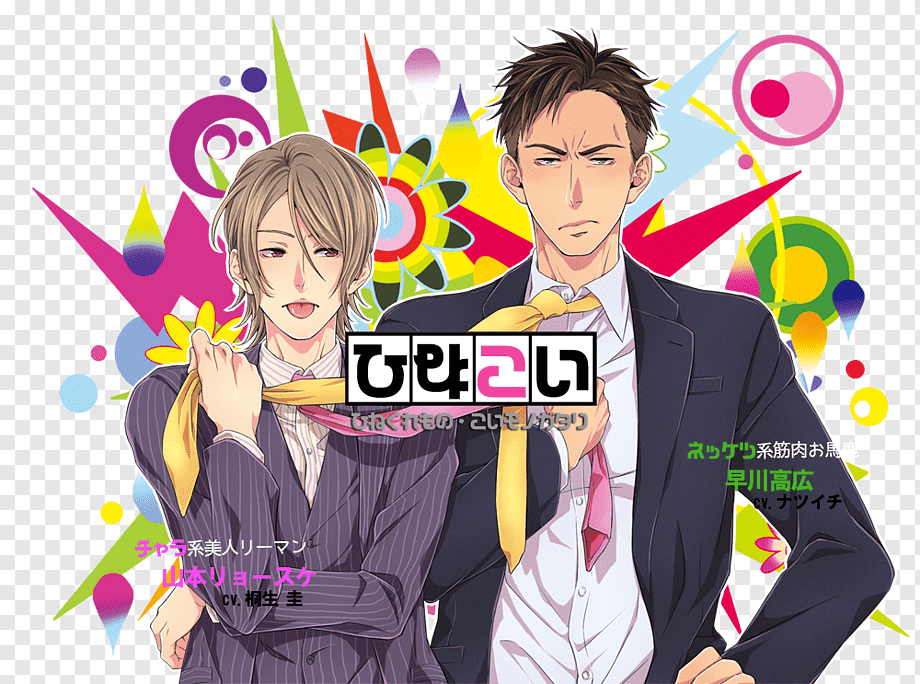 ひねこい
ひねくれもの・こいモノガタリ
ネッケツ系筋肉お馬鹿
早川高広
cv.ナツイチ
チャラ系美人リーマン
山本リョースケ
cv.桐生 圭